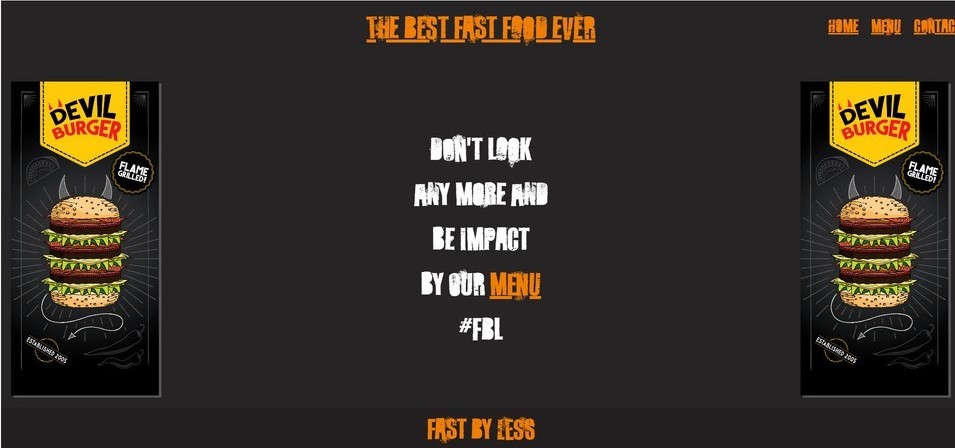 THE BEST FAST FOOD EVER
HOME MENU CONTAC
DEVIL
BURGER
FLAME
GRILLED!
ESTABLISHED 2005
DON'T LOOK
ANY MORE AND
BE IMPACT
BY OUR MENU
#FBL
DEVIL
BURGER
FLAME
GRILLED!
ESTABLISHED 2005
FAST BY LESS